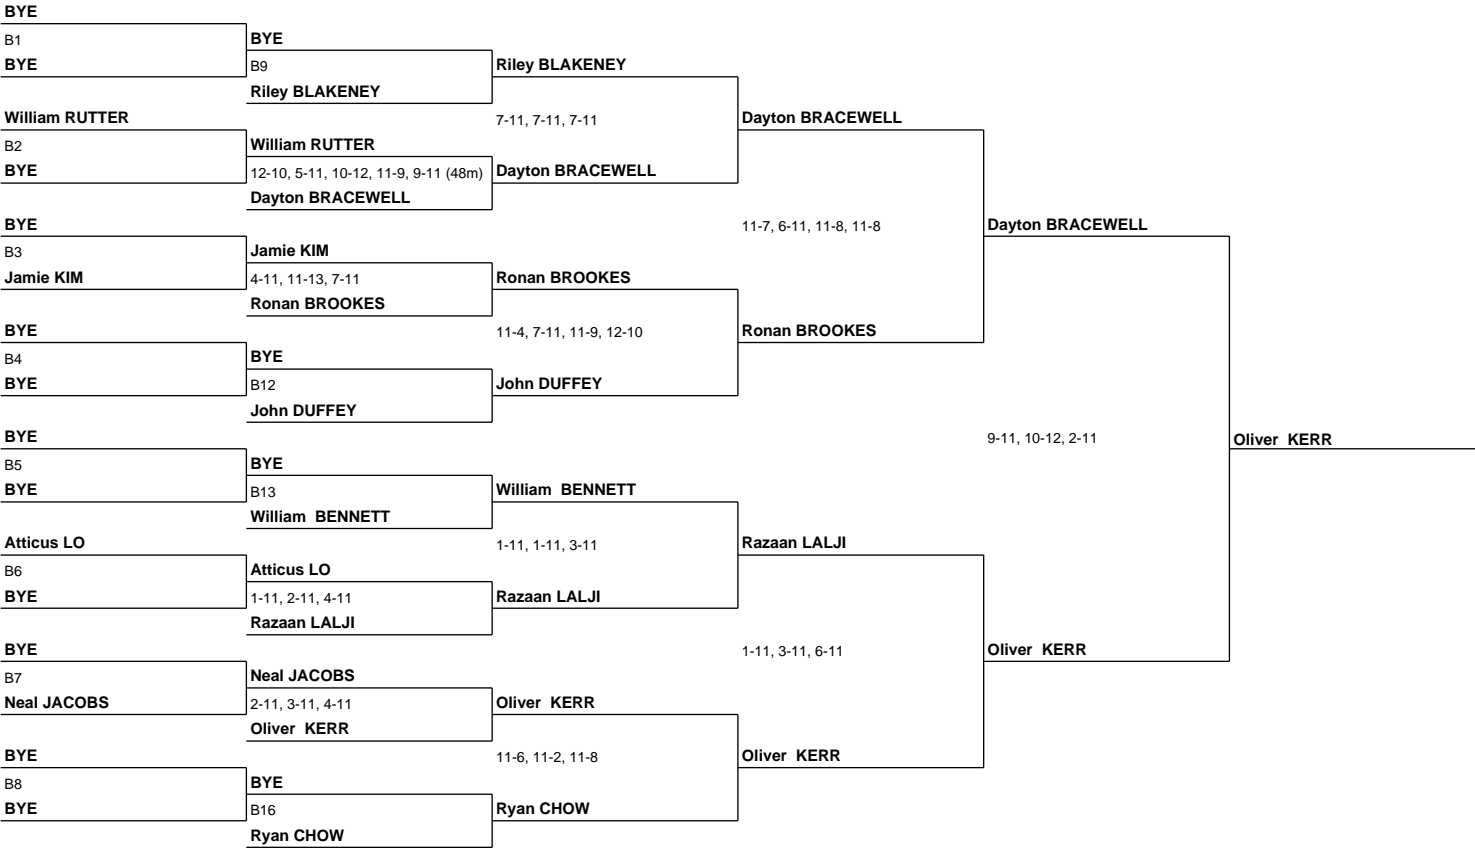 BYE
B1
BYE
William RUTTER
B2
BYE
BYE
B3
Jamie KIM
BYE
B4
BYE
BYE
B5
BYE
Atticus LO
B6
BYE
BYE
B7
Neal JACOBS
BYE
B8
BYE
BYE
B9
Riley BLAKENEY
William RUTTER
12-10, 5-11, 10-12, 11-9, 9-11 (48m)
Dayton BRACEWELL
Jamie KIM
4-11, 11-13, 7-11
Ronan BROOKES
BYE
B12
John DUFFEY
BYE
B13
William BENNETT
Atticus LO
1-11, 2-11, 4-11
Razaan LALJI
Neal JACOBS
2-11, 3-11, 4-11
Oliver KERR
BYE
B16
Ryan CHOW
Riley BLAKENEY
7-11, 7-11, 7-11
Dayton BRACEWELL
Ronan BROOKES
11-4, 7-11, 11-9, 12-10
John DUFFEY
William BENNETT
1-11, 1-11, 3-11
Razaan LALJI
Oliver KERR
11-6, 11-2, 11-8
Ryan CHOW
Dayton BRACEWELL
11-7, 6-11, 11-8, 11-8
Ronan BROOKES
Razaan LALJI
1-11, 3-11, 6-11
Oliver KERR
Dayton BRACEWELL
9-11, 10-12, 2-11
Oliver KERR
Oliver KERR